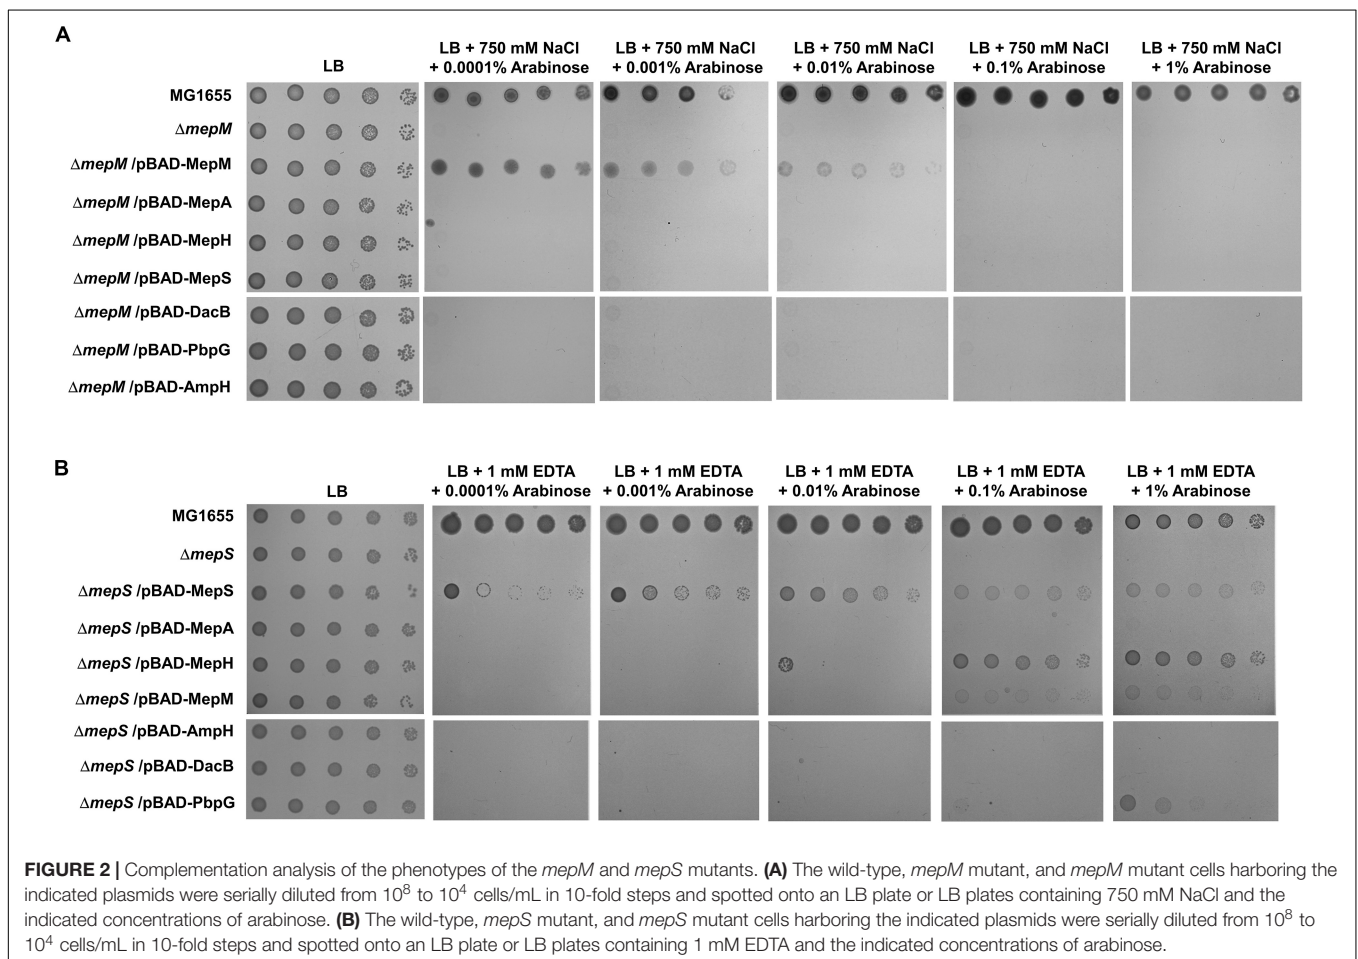 A
LB
LB + 750 mM NaCl
+ 0.0001% Arabinose
LB + 750 mM NaCl
+ 0.001% Arabinose
LB + 750 mM NaCl
+ 0.01% Arabinose
LB + 750 mM NaCl
+ 0.1% Arabinose
LB + 750 mM NaCl
+ 1% Arabinose
MG1655
ΔmepM
ΔmepM /pBAD-MepM
ΔmepM /pBAD-MepA
ΔmepM /pBAD-MepH
ΔmepM /pBAD-MepS
ΔmepM /pBAD-DacB
ΔmepM /pBAD-PbpG
ΔmepM /pBAD-AmpH
B
LB
LB + 1 mM EDTA
+ 0.0001% Arabinose
LB + 1 mM EDTA
+ 0.001% Arabinose
LB + 1 mM EDTA
+ 0.01% Arabinose
LB + 1 mM EDTA
+ 0.1% Arabinose
LB + 1 mM EDTA
+ 1% Arabinose
MG1655
ΔmepS
ΔmepS /pBAD-MepS
ΔmepS /pBAD-MepA
ΔmepS /pBAD-MepH
ΔmepS /pBAD-MepM
ΔmepS /pBAD-AmpH
ΔmepS /pBAD-DacB
ΔmepS /pBAD-PbpG
FIGURE 2 | Complementation analysis of the phenotypes of the mepM and mepS mutants. (A) The wild-type, mepM mutant, and mepM mutant cells harboring the
indicated plasmids were serially diluted from 10⁸ to 10⁴ cells/mL in 10-fold steps and spotted onto an LB plate or LB plates containing 750 mM NaCl and the
indicated concentrations of arabinose. (B) The wild-type, mepS mutant, and mepS mutant cells harboring the indicated plasmids were serially diluted from 10⁸ to
10⁴ cells/mL in 10-fold steps and spotted onto an LB plate or LB plates containing 1 mM EDTA and the indicated concentrations of arabinose.